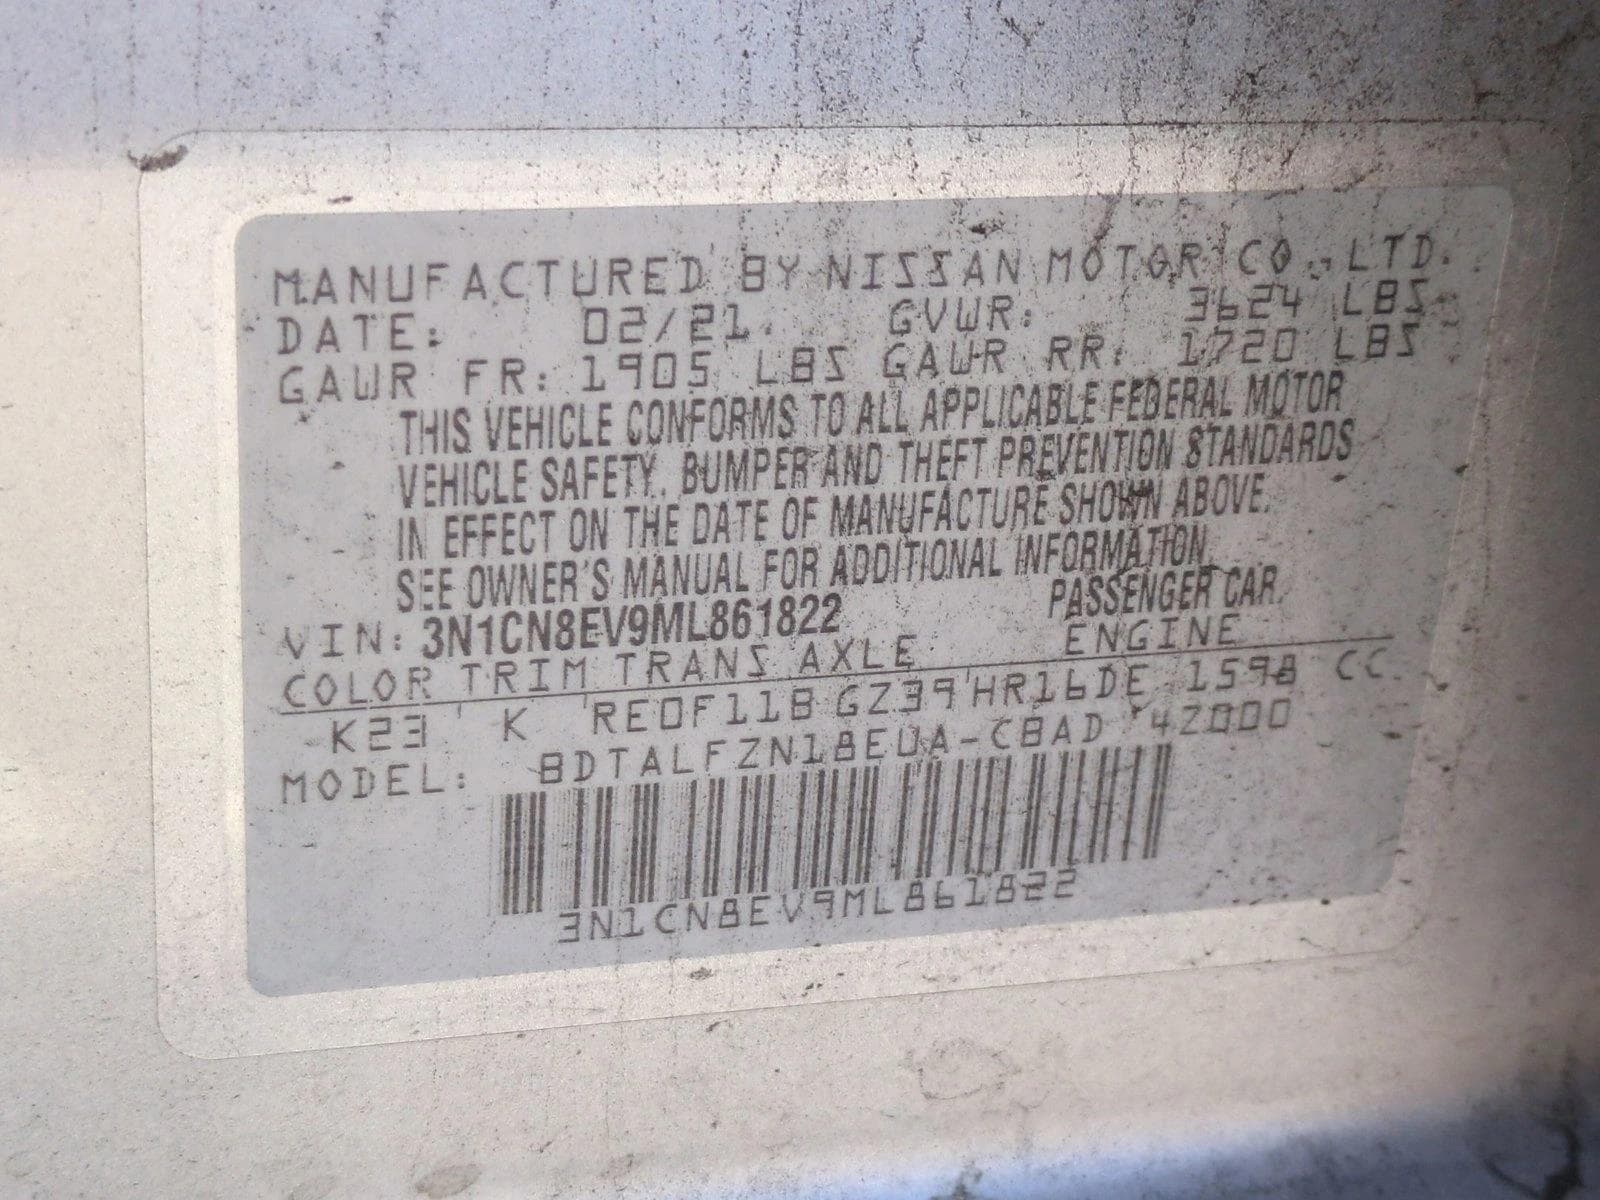 MANUFACTURED BY NISSAN MOTOR CO.,LTD.
DATE: 02/21 GVWR: 3624 LBS
GAWR FR: 1905 LBS GAWR RR: 1720 LBS
THIS VEHICLE CONFORMS TO ALL APPLICABLE FEDERAL MOTOR
VEHICLE SAFETY, BUMPER AND THEFT PREVENTION STANDARDS
IN EFFECT ON THE DATE OF MANUFACTURE SHOWN ABOVE.
SEE OWNER'S MANUAL FOR ADDITIONAL INFORMATION.
VIN: 3N1CN8EV9ML861822 PASSENGER CAR
COLOR TRIM TRANS AXLE ENGINE
K23 K RE0F11B GZ39 HR16DE 1598 CC
MODEL: BDTALFZN18EUA-CBAD 4Z000
3N1CN8EV9ML861822